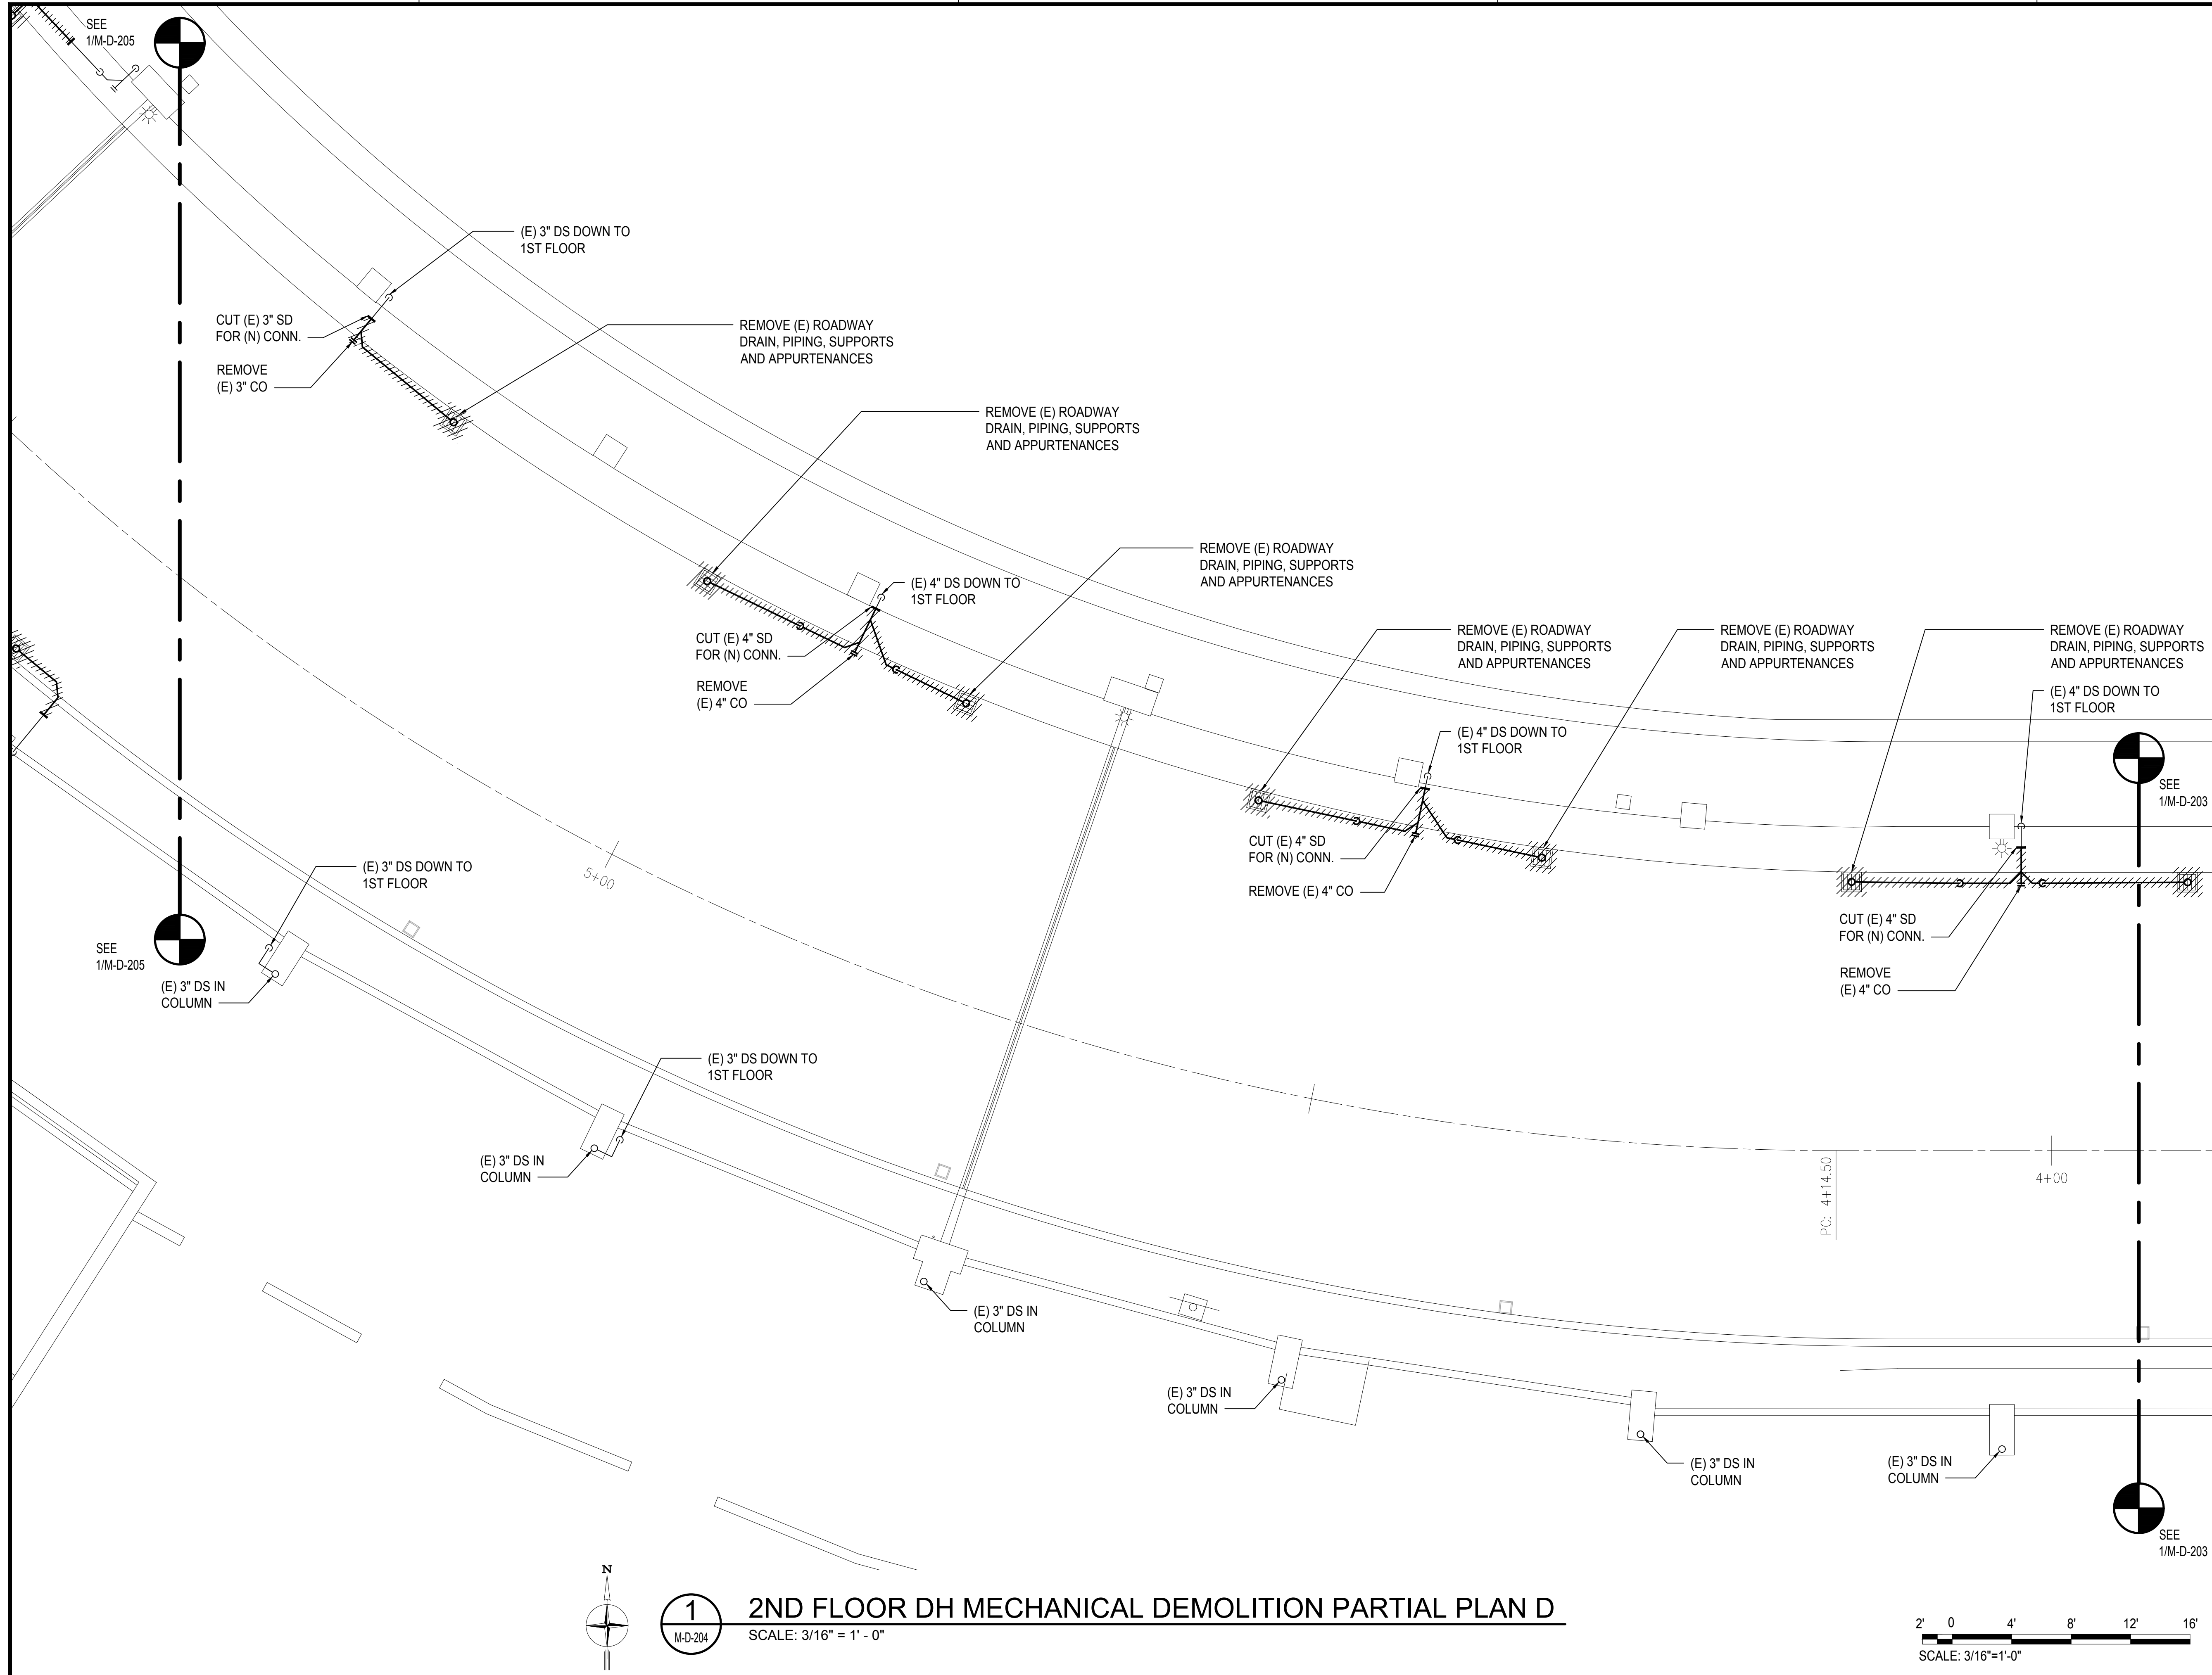 SEE
1/M-D-205
(E) 3" DS DOWN TO
1ST FLOOR
CUT (E) 3" SD
FOR (N) CONN.
REMOVE
(E) 3" CO
REMOVE (E) ROADWAY
DRAIN, PIPING, SUPPORTS
AND APPURTENANCES
REMOVE (E) ROADWAY
DRAIN, PIPING, SUPPORTS
AND APPURTENANCES
REMOVE (E) ROADWAY
DRAIN, PIPING, SUPPORTS
AND APPURTENANCES
(E) 4" DS DOWN TO
1ST FLOOR
CUT (E) 4" SD
FOR (N) CONN.
REMOVE
(E) 4" CO
REMOVE (E) ROADWAY
DRAIN, PIPING, SUPPORTS
AND APPURTENANCES
REMOVE (E) ROADWAY
DRAIN, PIPING, SUPPORTS
AND APPURTENANCES
REMOVE (E) ROADWAY
DRAIN, PIPING, SUPPORTS
AND APPURTENANCES
(E) 4" DS DOWN TO
1ST FLOOR
(E) 4" DS DOWN TO
1ST FLOOR
SEE
1/M-D-203
CUT (E) 4" SD
FOR (N) CONN.
REMOVE (E) 4" CO
CUT (E) 4" SD
FOR (N) CONN.
REMOVE
(E) 4" CO
5+00
(E) 3" DS DOWN TO
1ST FLOOR
SEE
1/M-D-205
(E) 3" DS IN
COLUMN
(E) 3" DS DOWN TO
1ST FLOOR
(E) 3" DS IN
COLUMN
PC: 4+14.50
4+00
(E) 3" DS IN
COLUMN
(E) 3" DS IN
COLUMN
(E) 3" DS IN
COLUMN
(E) 3" DS IN
COLUMN
SEE
1/M-D-203
N
1
M-D-204
2ND FLOOR DH MECHANICAL DEMOLITION PARTIAL PLAN D
SCALE: 3/16" = 1' - 0"
2' 0 4' 8' 12' 16'
SCALE: 3/16"=1'-0"